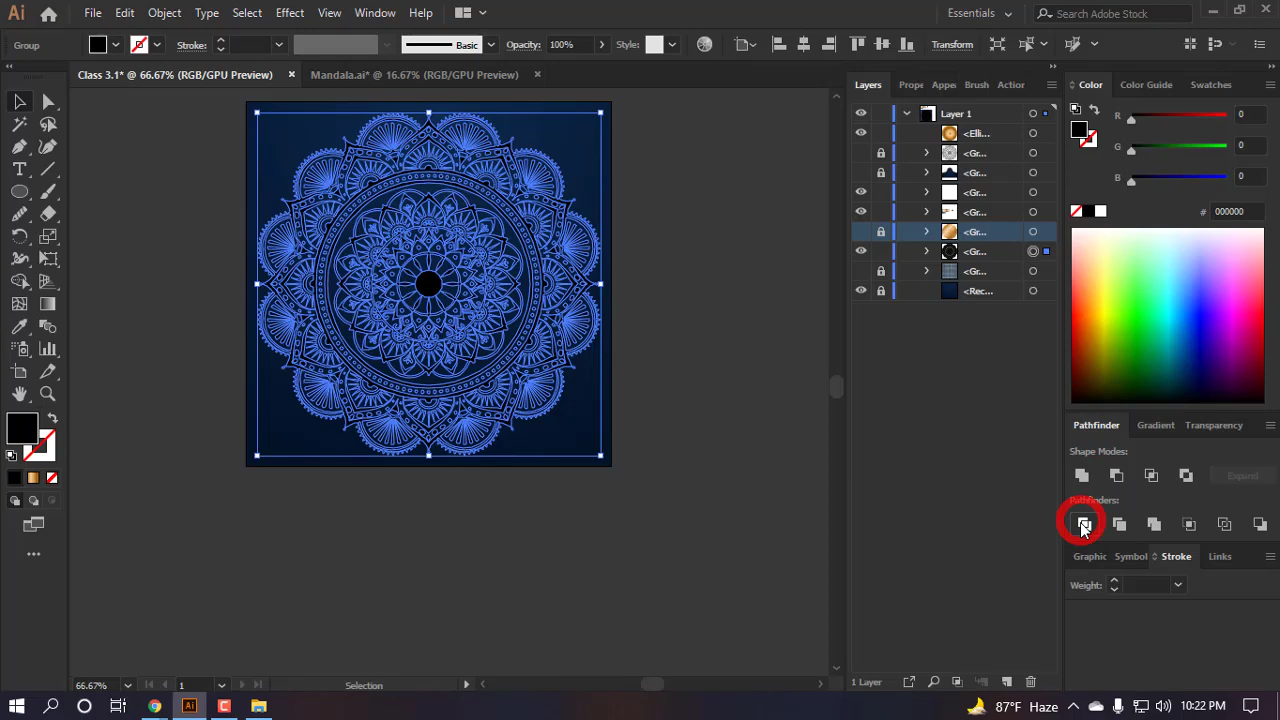 Ai File Edit Object Type Select Effect View Window Help Essentials Search Adobe Stock
Group Stroke: Basic Opacity: 100% Style: Transform
Class 3.1* @ 66.67% (RGB/GPU Preview) Mandala.ai* @ 16.67% (RGB/GPU Preview)
Layers Prope Appea Brush Action
Layer 1
<Elli...
<Gr...
<Gr...
<Gr...
<Gr...
<Gr...
<Gr...
<Gr...
<Rec...
Color Color Guide Swatches
R 0
G 0
B 0
# 000000
Pathfinder Gradient Transparency
Shape Modes:
Expand
Pathfinders:
Graphic Symbol Stroke Links
Weight:
66.67% 1 Selection
1 Layer
87°F Haze 10:22 PM